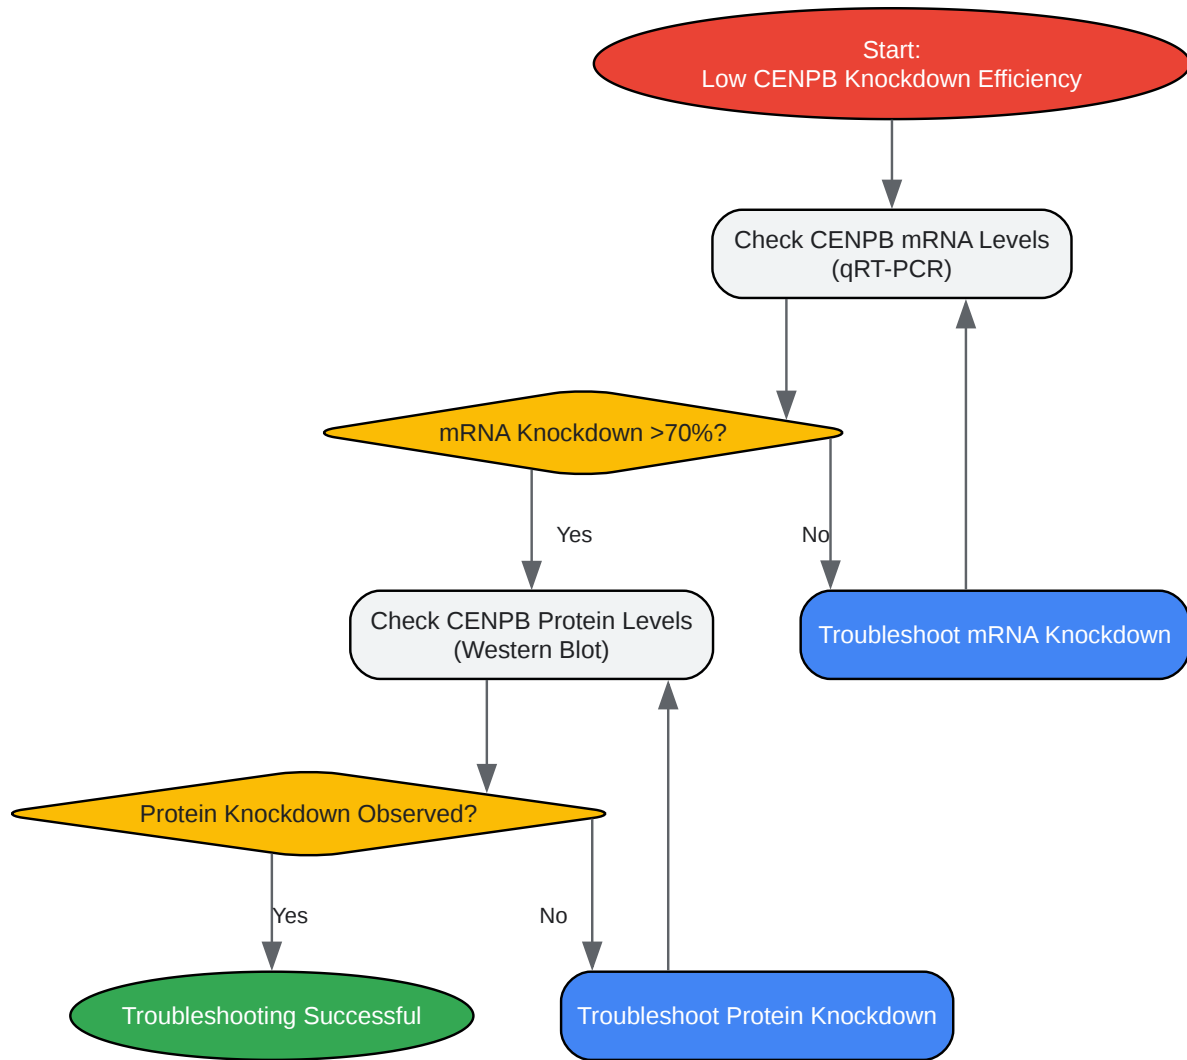 Start:
Low CENPB Knockdown Efficiency
Check CENPB mRNA Levels
(qRT-PCR)
mRNA Knockdown >70%?
Yes
No
Check CENPB Protein Levels
(Western Blot)
Troubleshoot mRNA Knockdown
Protein Knockdown Observed?
Yes
No
Troubleshooting Successful
Troubleshoot Protein Knockdown